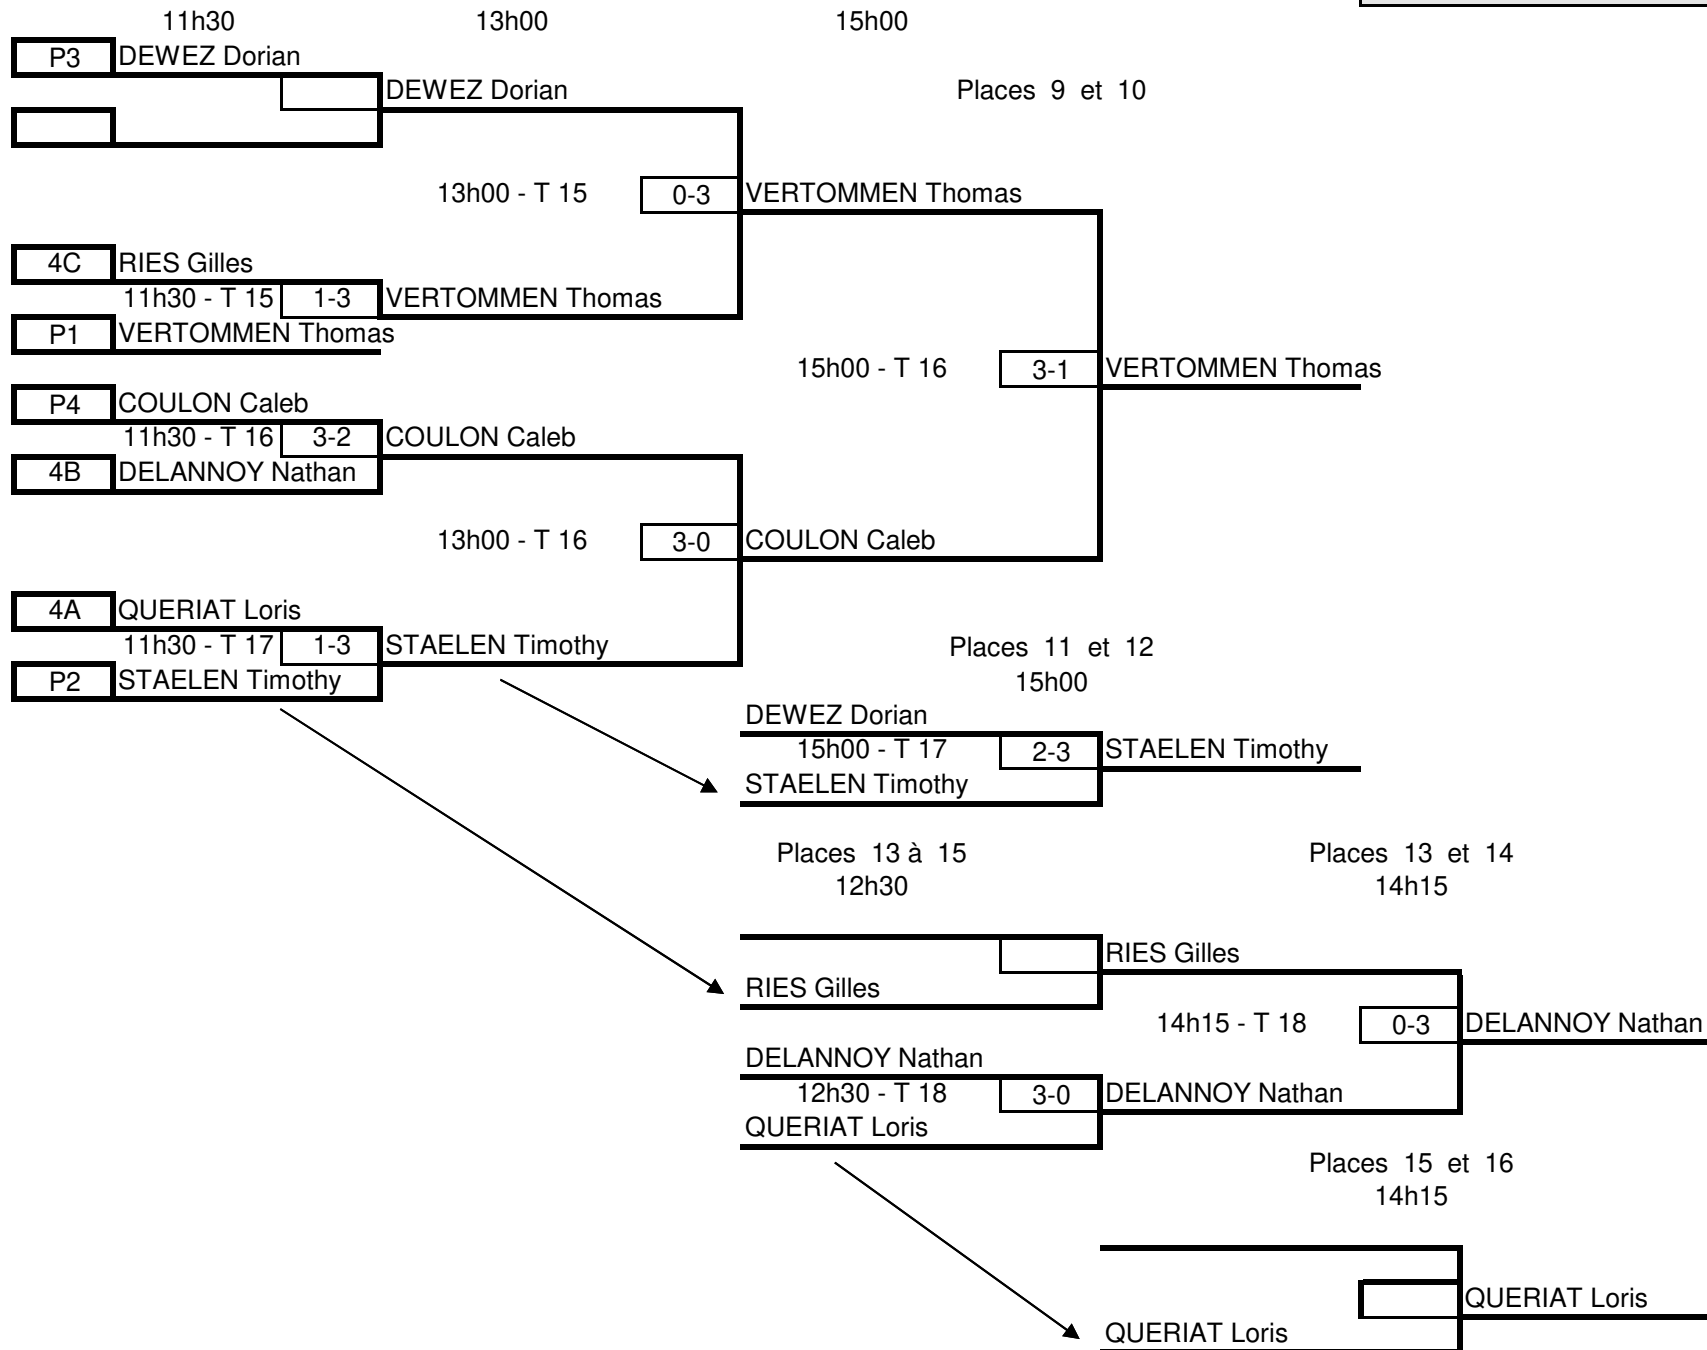 11h30 13h00 15h00
P3 DEWEZ Dorian
DEWEZ Dorian Places 9 et 10
13h00 - T 15 0-3 VERTOMMEN Thomas
4C RIES Gilles
11h30 - T 15 1-3 VERTOMMEN Thomas
P1 VERTOMMEN Thomas
15h00 - T 16 3-1 VERTOMMEN Thomas
P4 COULON Caleb
11h30 - T 16 3-2 COULON Caleb
4B DELANNOY Nathan
13h00 - T 16 3-0 COULON Caleb
4A QUERIAT Loris
11h30 - T 17 1-3 STAELEN Timothy Places 11 et 12
P2 STAELEN Timothy 15h00
DEWEZ Dorian
15h00 - T 17 2-3 STAELEN Timothy
STAELEN Timothy
Places 13 à 15 Places 13 et 14
12h30 14h15
RIES Gilles
RIES Gilles
14h15 - T 18 0-3 DELANNOY Nathan
DELANNOY Nathan
12h30 - T 18 3-0 DELANNOY Nathan
QUERIAT Loris
Places 15 et 16
14h15
QUERIAT Loris
QUERIAT Loris